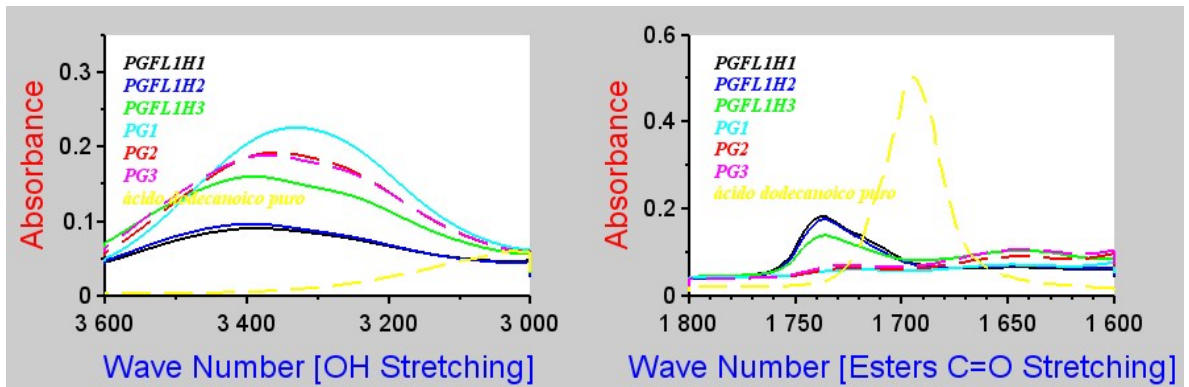 Absorbance
0.3
0.2
0.1
0
PGFL1H1
PGFL1H2
PGFL1H3
PG1
PG2
PG3
ácido dodecanoico puro
3 600
3 400
3 200
3 000
Wave Number [OH Stretching]
Absorbance
0.6
0.4
0.2
0
PGFL1H1
PGFL1H2
PGFL1H3
PG1
PG2
PG3
ácido dodecanoico puro
1 800
1 750
1 700
1 650
1 600
Wave Number [Esters C=O Stretching]